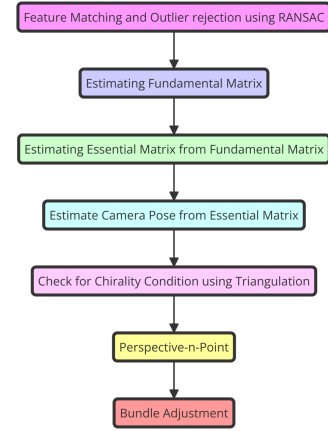 Feature Matching and Outlier rejection using RANSAC
Estimating Fundamental Matrix
Estimating Essential Matrix from Fundamental Matrix
Estimate Camera Pose from Essential Matrix
Check for Chirality Condition using Triangulation
Perspective-n-Point
Bundle Adjustment